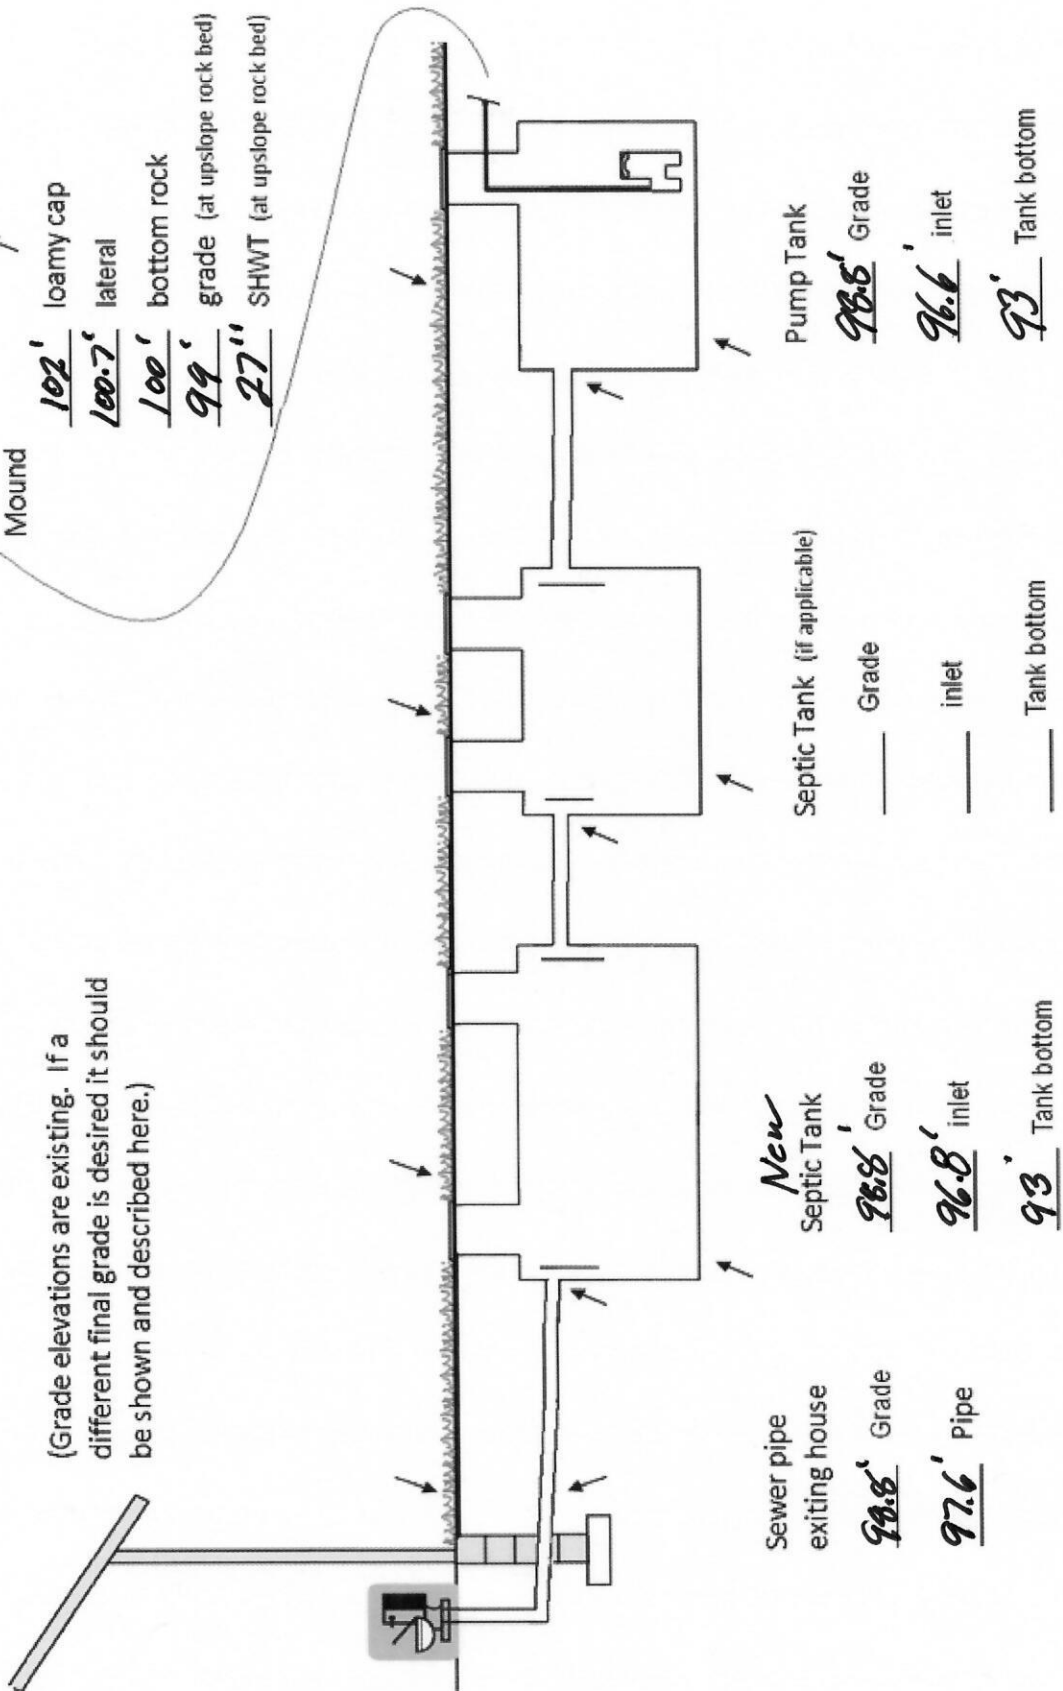 (Grade elevations are existing. If a
different final grade is desired it should
be shown and described here.)
Mound
102' loamy cap
100.7' lateral
100' bottom rock
99' grade (at upslope rock bed)
27" SHWT (at upslope rock bed)
Sewer pipe
exiting house
98.8' Grade
97.6' Pipe
New
Septic Tank
98.8' Grade
96.8' inlet
93' Tank bottom
Septic Tank (if applicable)
Grade
inlet
Tank bottom
Pump Tank
98.8' Grade
96.6' inlet
93' Tank bottom